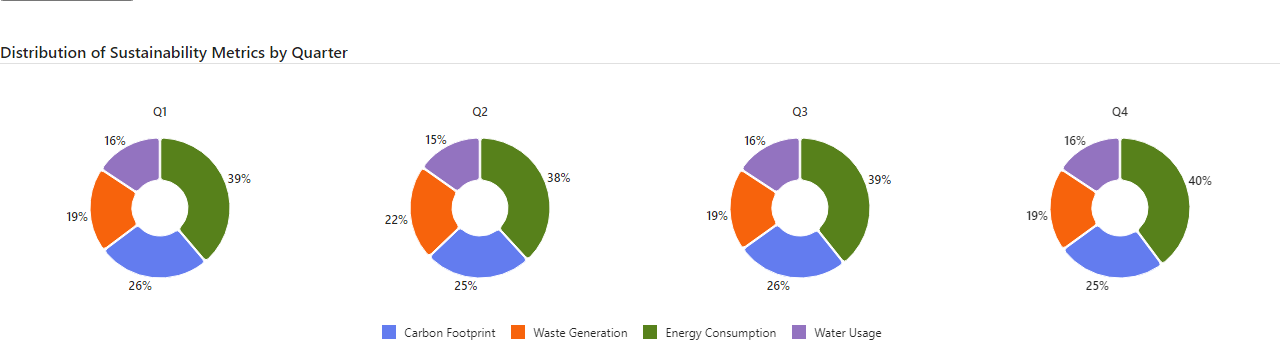 Distribution of Sustainability Metrics by Quarter
Q1
16%
39%
19%
26%
Q2
15%
38%
22%
25%
Q3
16%
39%
19%
26%
Q4
16%
40%
19%
25%
Carbon Footprint
Waste Generation
Energy Consumption
Water Usage